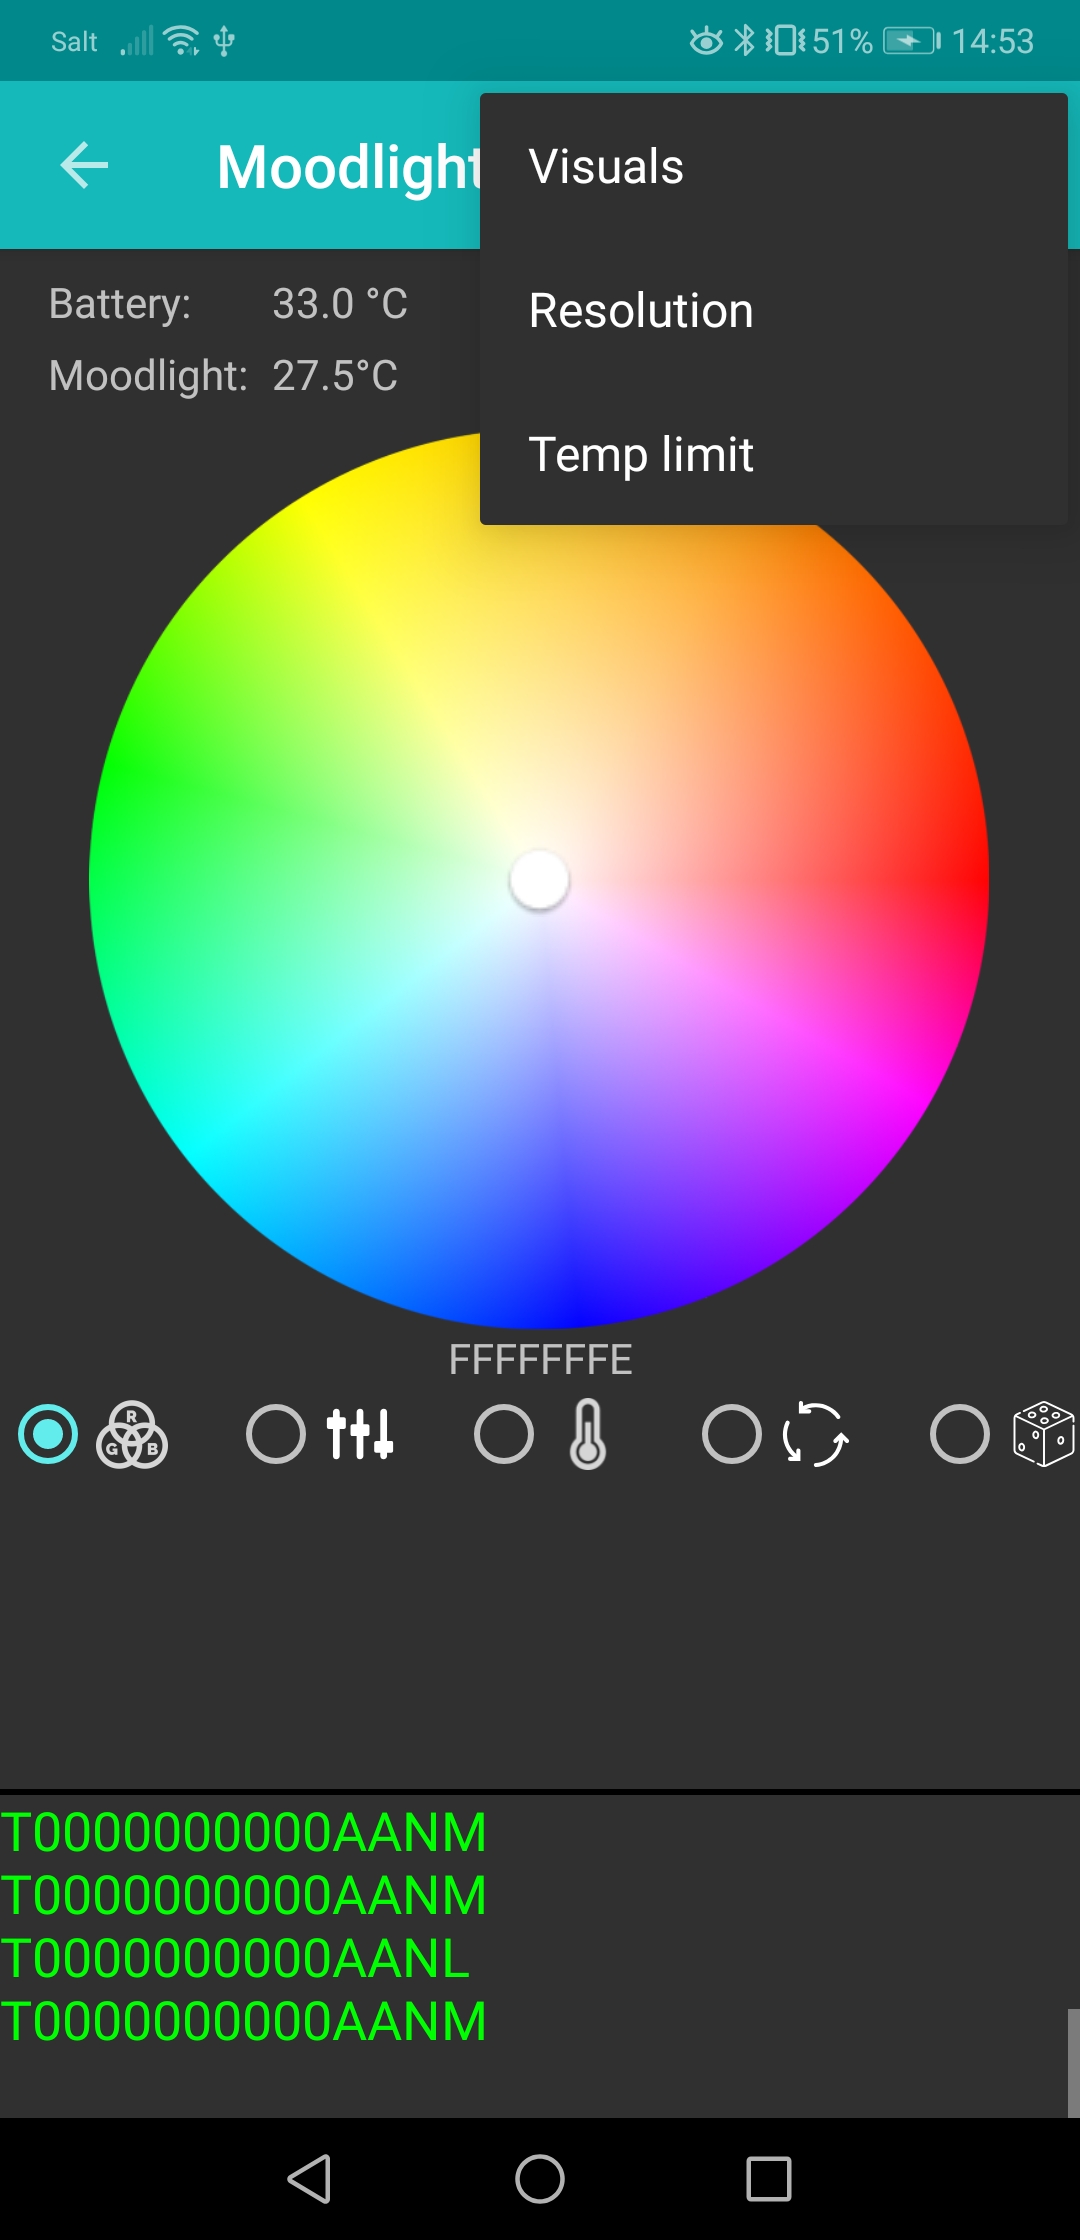 Salt 51% 14:53
Moodlight
Visuals
Resolution
Temp limit
Battery: 33.0 °C
Moodlight: 27.5°C
FFFFFFFE
R
G B
T0000000000AANM
T0000000000AANM
T0000000000AANL
T0000000000AANM